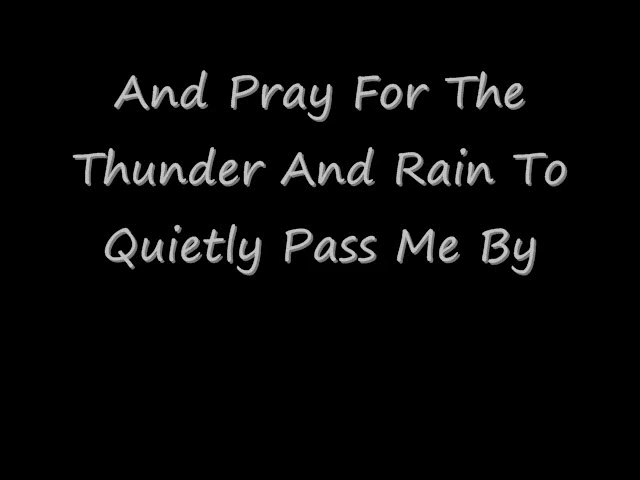 And Pray For The
Thunder And Rain To
Quietly Pass Me By